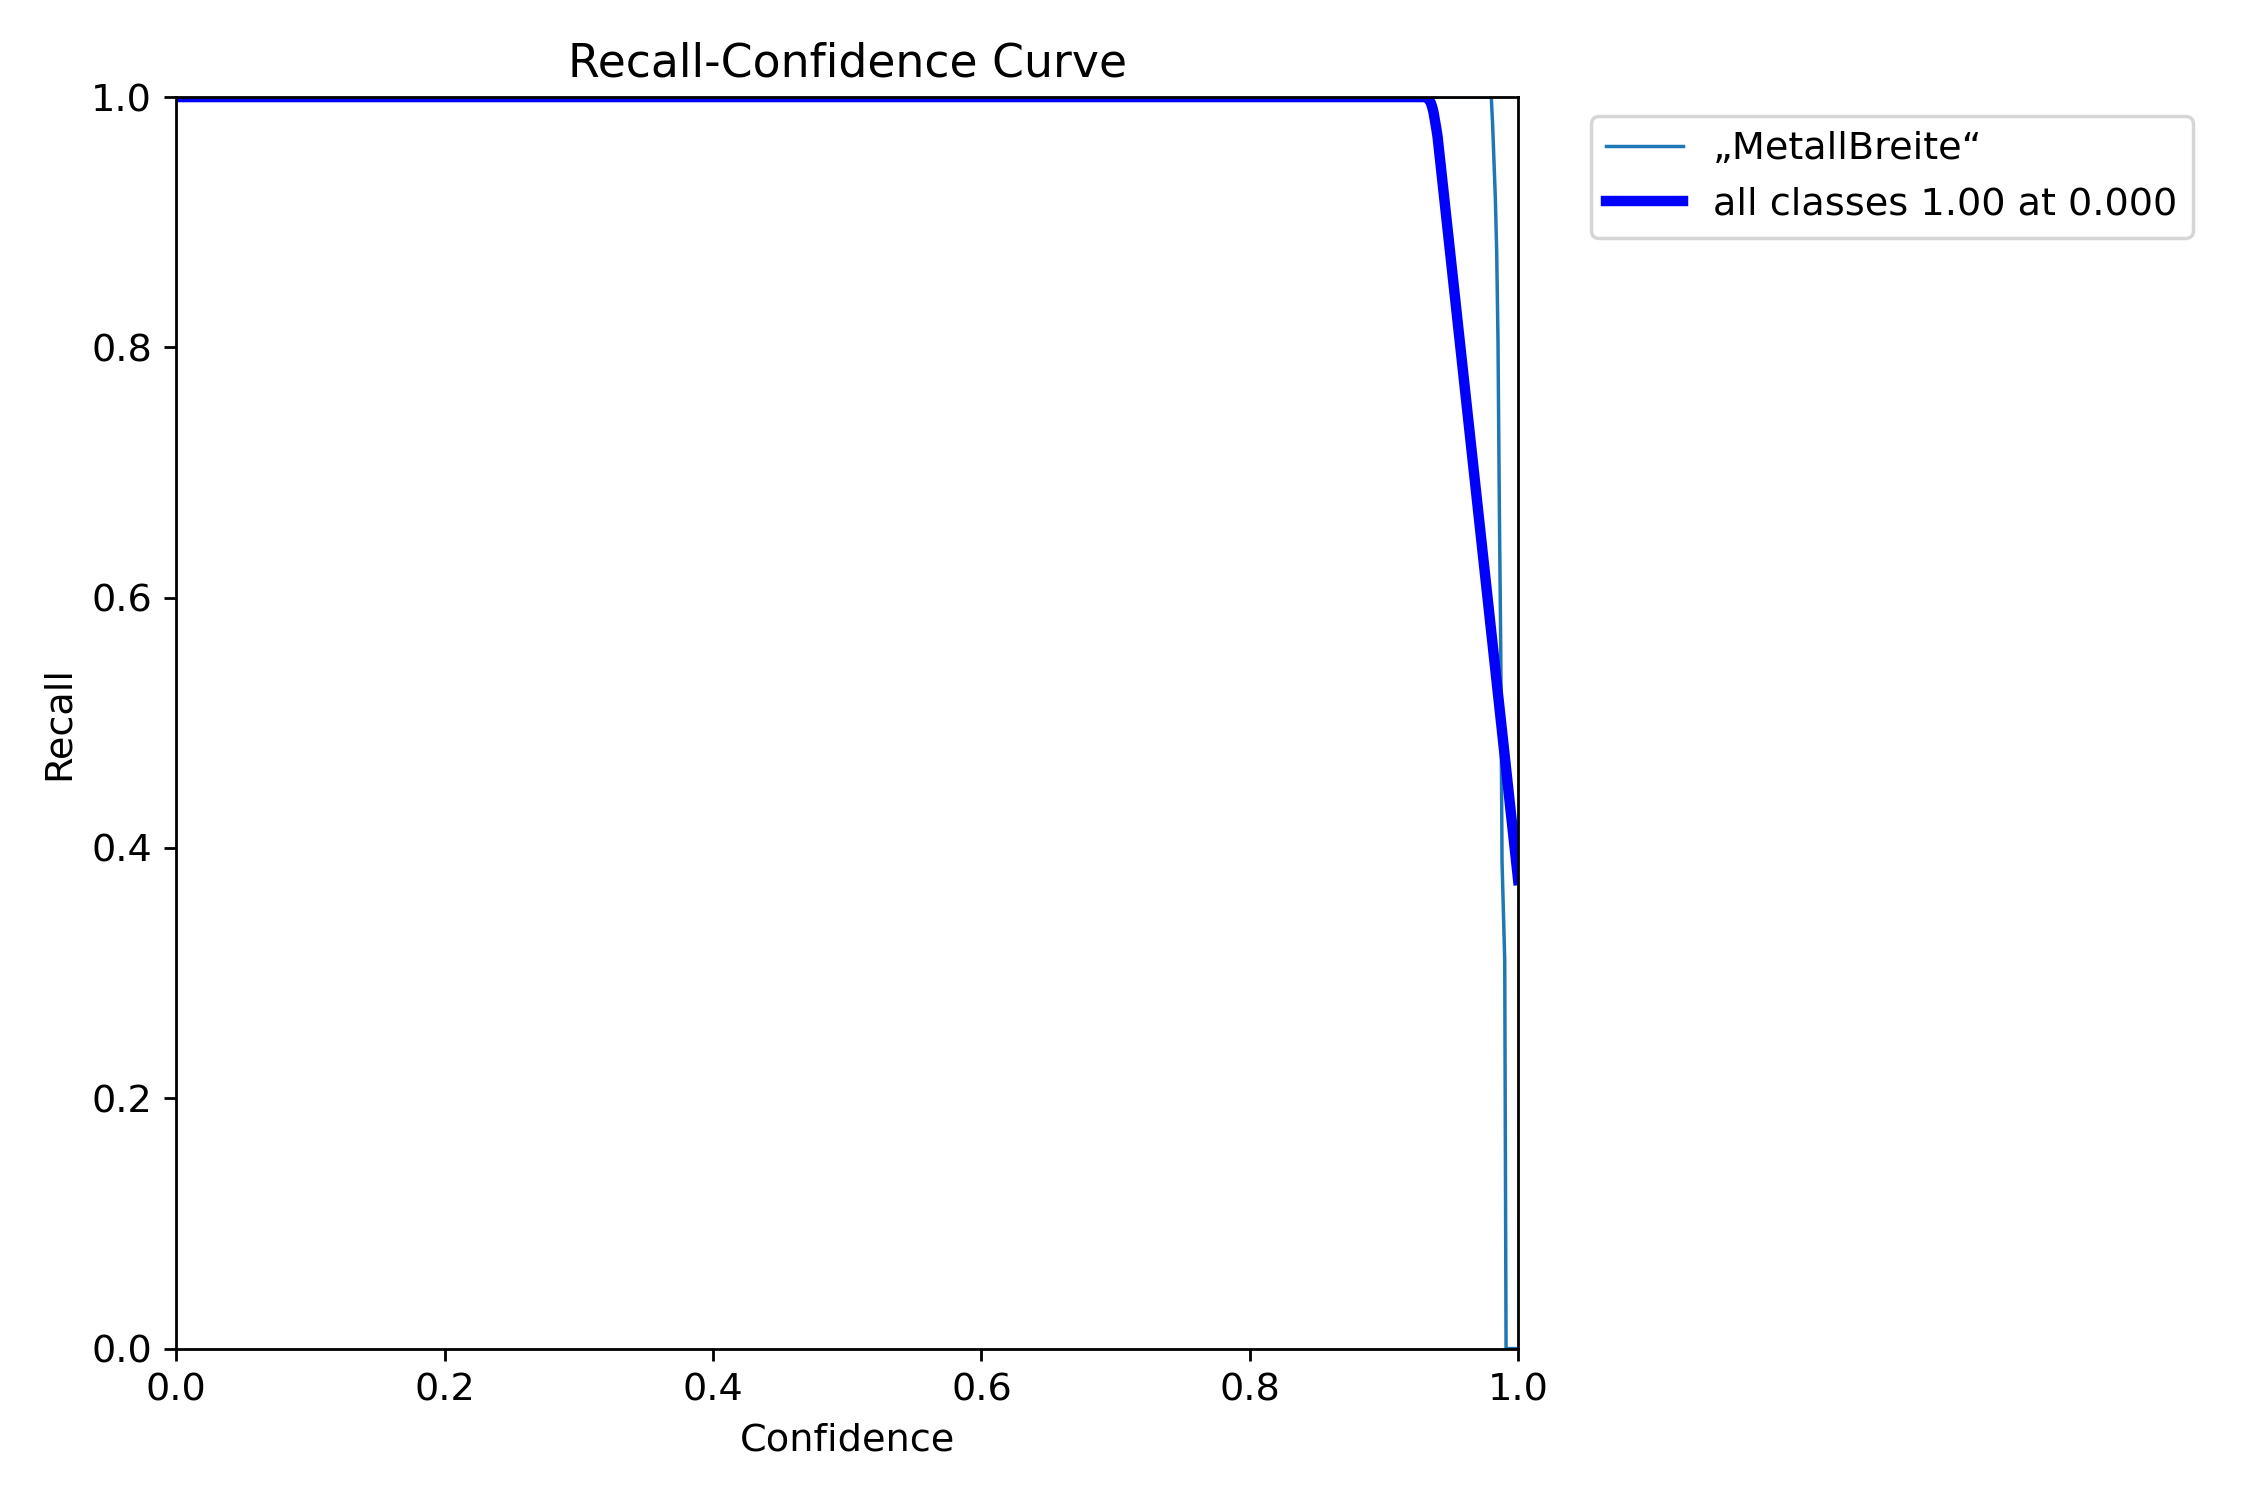 Recall-Confidence Curve
1.0
0.8
0.6
0.4
0.2
0.0
Recall
0.0 0.2 0.4 0.6 0.8 1.0
Confidence
„MetallBreite“
all classes 1.00 at 0.000